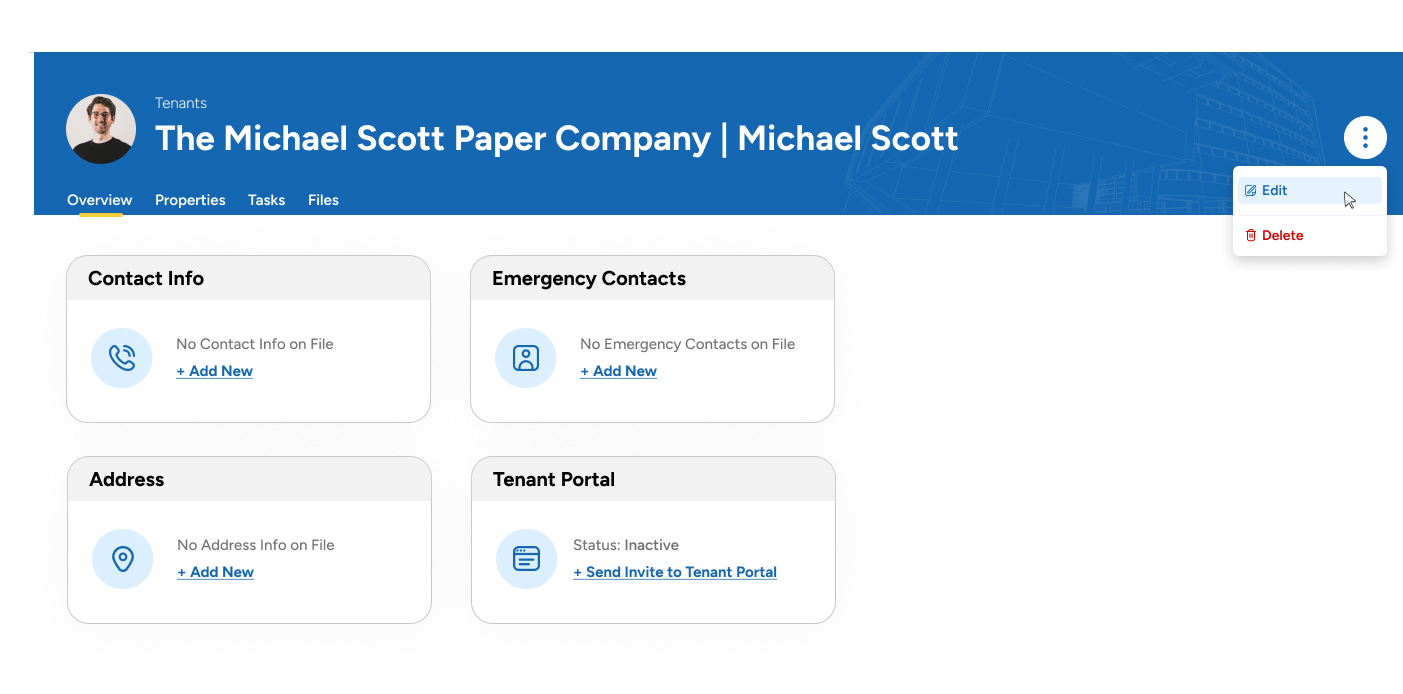 Tenants
The Michael Scott Paper Company | Michael Scott
Overview Properties Tasks Files
Edit
Delete
Contact Info
No Contact Info on File
+ Add New
Emergency Contacts
No Emergency Contacts on File
+ Add New
Address
No Address Info on File
+ Add New
Tenant Portal
Status: Inactive
+ Send Invite to Tenant Portal